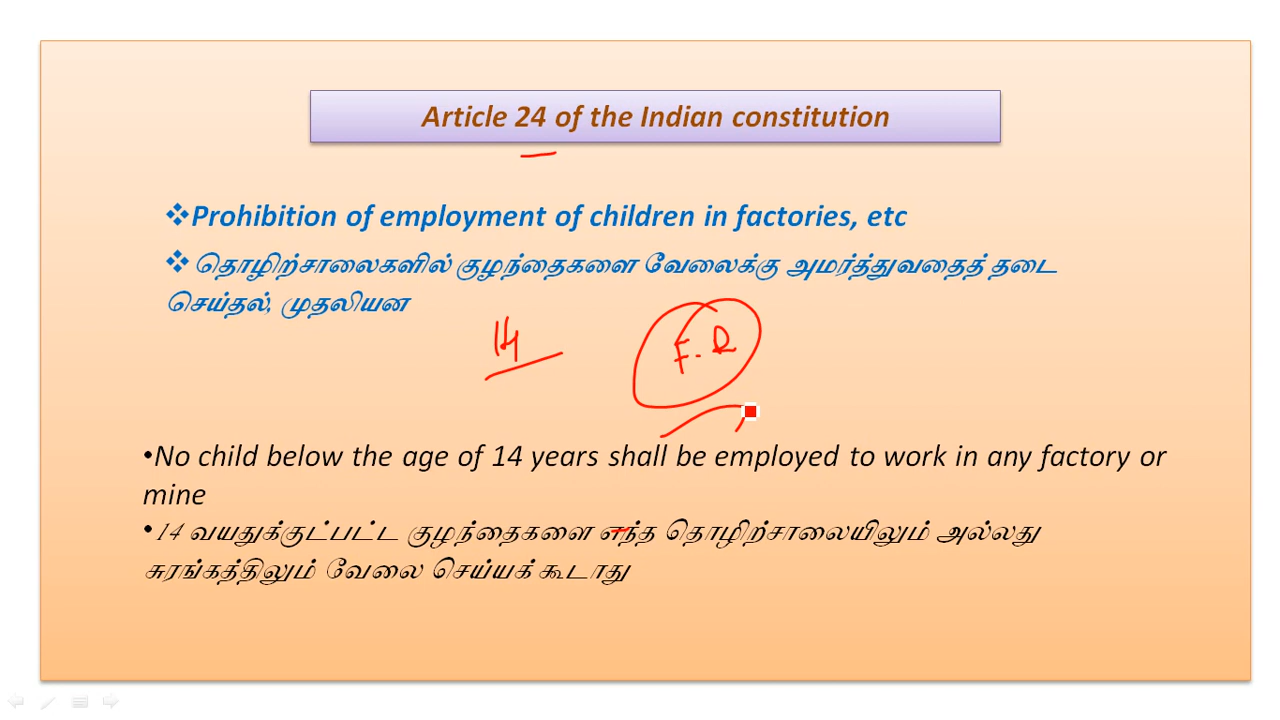 Article 24 of the Indian constitution
❖Prohibition of employment of children in factories, etc
❖தொழிற்சாலைகளில் குழந்தைகளை வேலைக்கு அமர்த்துவதைத் தடை
செய்தல், முதலியன
14 F.R
•No child below the age of 14 years shall be employed to work in any factory or
mine
•14 வயதுக்குட்பட்ட குழந்தைகளை எந்த தொழிற்சாலையிலும் அல்லது
சுரங்கத்திலும் வேலை செய்யக் கூடாது